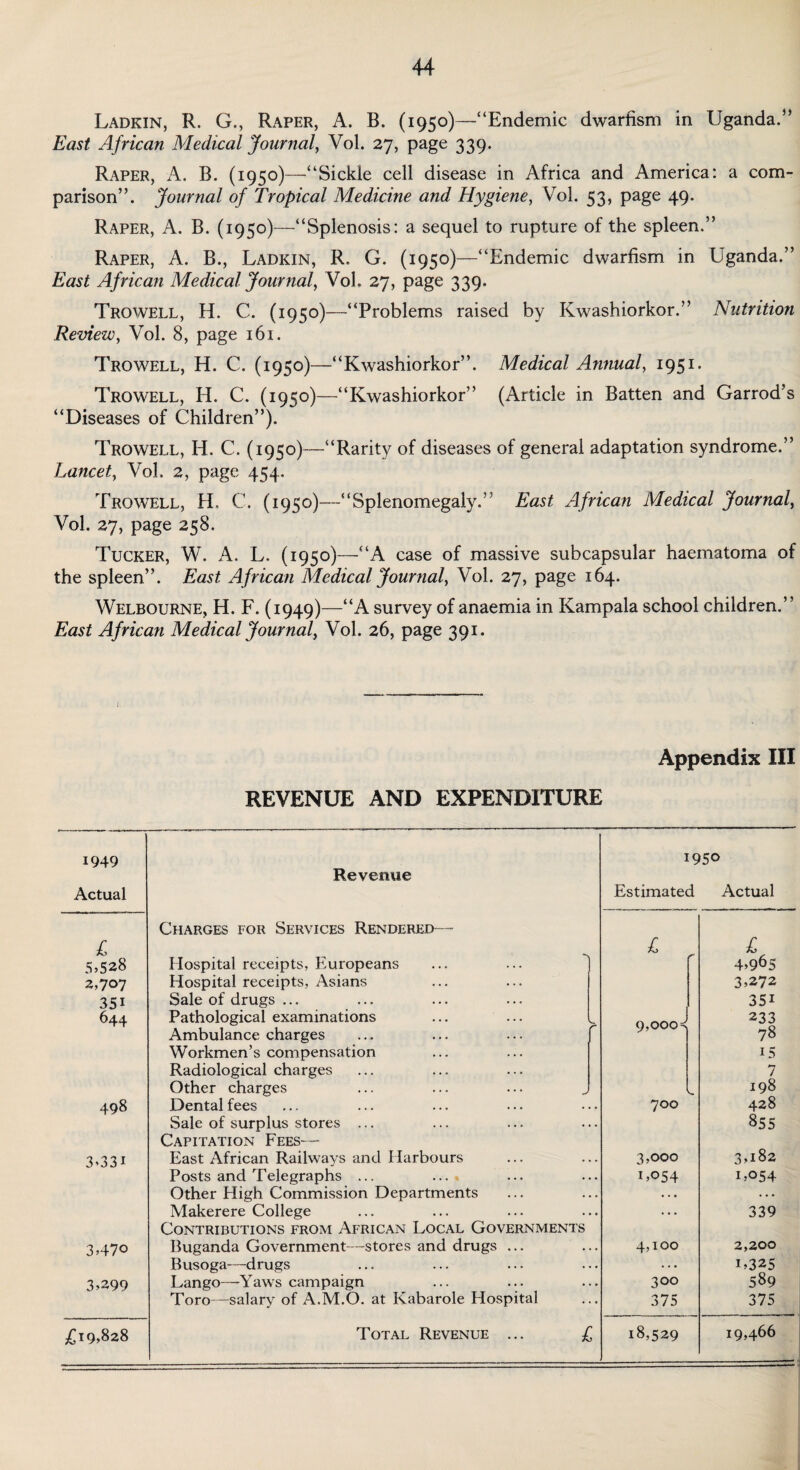 44
LADKIN, R. G., RAPER, A. B. (1950)—“Endemic dwarfism in Uganda.”
East African Medical Journal, Vol. 27, page 339.
RAPER, A. B. (1950)—“Sickle cell disease in Africa and America: a com-
parison”. Journal of Tropical Medicine and Hygiene, Vol. 53, page 49.
RAPER, A. B. (1950)—“Splenosis: a sequel to rupture of the spleen.”
RAPER, A. B., LADKIN, R. G. (1950)—“Endemic dwarfism in Uganda.”
East African Medical Journal, Vol. 27, page 339.
TROWELL, H. C. (1950)—“Problems raised by Kwashiorkor.” Nutrition
Review, Vol. 8, page 161.
TROWELL, H. C. (1950)—“Kwashiorkor”. Medical Annual, 1951.
TROWELL, H. C. (1950)—“Kwashiorkor” (Article in Batten and Garrod’s
“Diseases of Children”).
TROWELL, H. C. (1950)—“Rarity of diseases of general adaptation syndrome.”
Lancet, Vol. 2, page 454.
TROWELL, H. C. (1950)—“Splenomegaly.” East African Medical Journal,
Vol. 27, page 258.
TUCKER, W. A. L. (1950)—“A case of massive subcapsular haematoma of
the spleen”. East African Medical Journal, Vol. 27, page 164.
WELBOURNE, H. F. (1949)—“A survey of anaemia in Kampala school children.”
East African Medical Journal, Vol. 26, page 391.
Appendix III
REVENUE AND EXPENDITURE
1949 Revenue 1950
Actual Estimated Actual
CHARGES FOR SERVICES RENDERED—
£ £ £
5,528 Hospital receipts, Europeans ... ... 4,965
2,707 Hospital receipts, Asians ... ... 3,272
351 Sale of drugs ... ... ... ... 351
644 Pathological examinations ... ... 9,000 233
Ambulance charges ... ... ... 78
Workmen’s compensation ... ... 15
Radiological charges ... ... ... 7
Other charges ... ... ... 198
498 Dental fees ... ... ... ... ... 700 428
Sale of surplus stores ... ... ... ... 855
CAPITATION FEES—
3,331 East African Railways and Harbours ... ... 3,000 3,182
Posts and Telegraphs ... ... ... ... 1,054 1,054
Other High Commission Departments ... ... ... ...
Makerere College ... ... ... ... ... 339
CONTRIBUTIONS FROM AFRICAN LOCAL GOVERNMENTS
3,470 Buganda Government—stores and drugs ... ... 4,100 2,200
Busoga—drugs ... ... ... ... ... 1,325
3,299 Lango—Yaws campaign ... ... ... 300 589
Toro—salary of A.M.O. at Kabarole Hospital ... 375 375
£19,828 TOTAL REVENUE ... £ 18,529 19,466